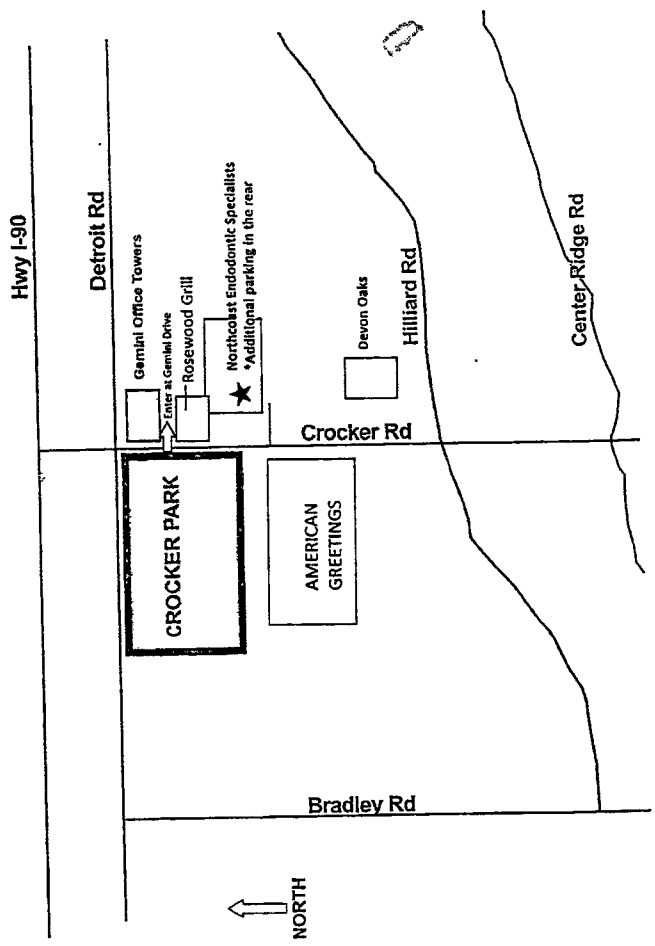 Hwy I-90
Detroit Rd
Gemini Office Towers
Enter at Gemini Drive
Rosewood Grill
Northcoast Endodontic Specialists
*Additional parking in the rear
Devon Oaks
Hilliard Rd
Center Ridge Rd
Crocker Rd
CROCKER PARK
AMERICAN
GREETINGS
Bradley Rd
NORTH